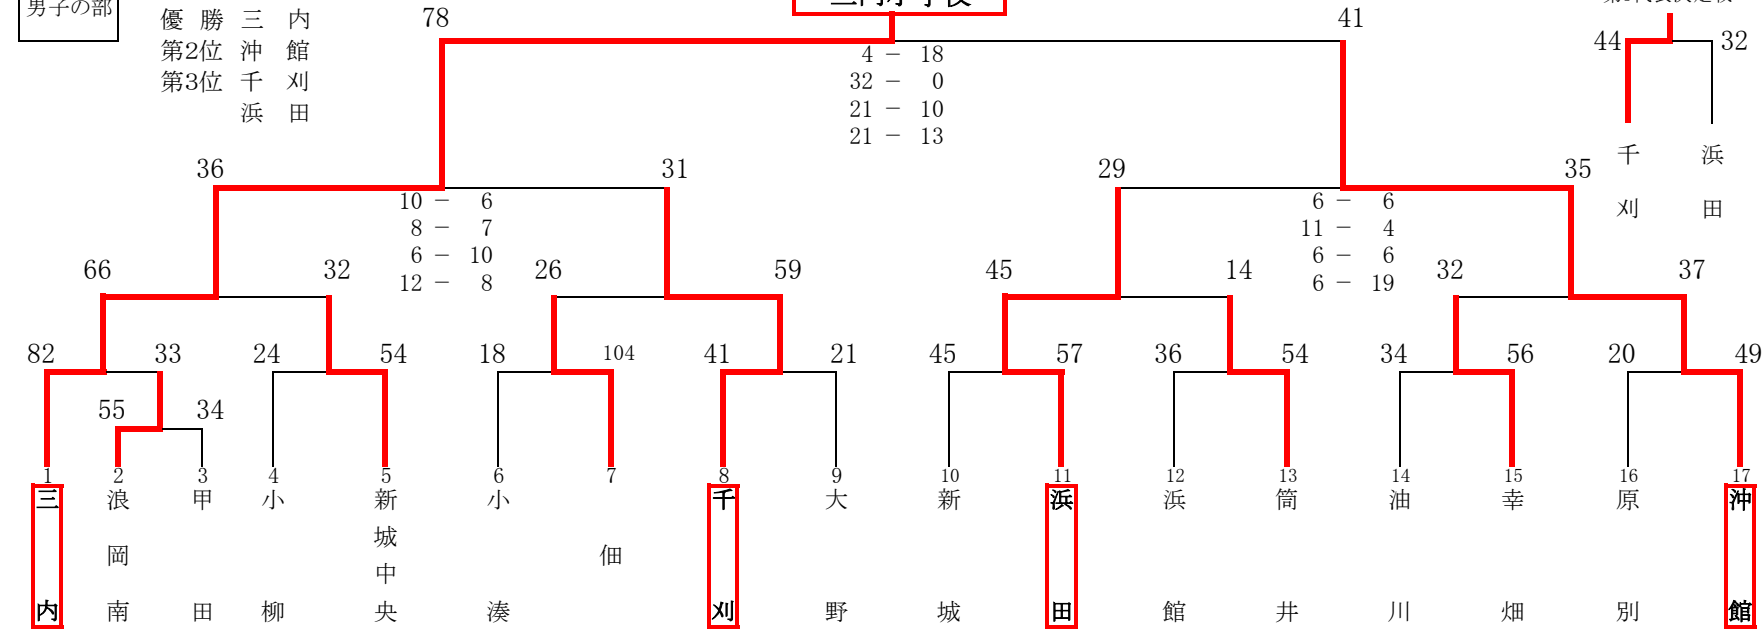 男子の部
優勝 三内
第2位 沖館
第3位 千刈
浜田
78
41
4 － 18
32 － 0
21 － 10
21 － 13
44
32
千刈
浜田
36
31
29
35
10 － 6
8 － 7
6 － 10
12 － 8
6 － 6
11 － 4
6 － 6
6 － 19
66
32
26
59
45
14
32
37
82
33
24
54
18
104
41
21
45
57
36
54
34
56
20
49
55
34
1 三内
2 浪岡南
3 甲田
4 小柳
5 新城中央
6 小湊
7 佃
8 千刈
9 大野
10 新城
11 浜田
12 浜館
13 筒井
14 油川
15 幸畑
16 原別
17 沖館